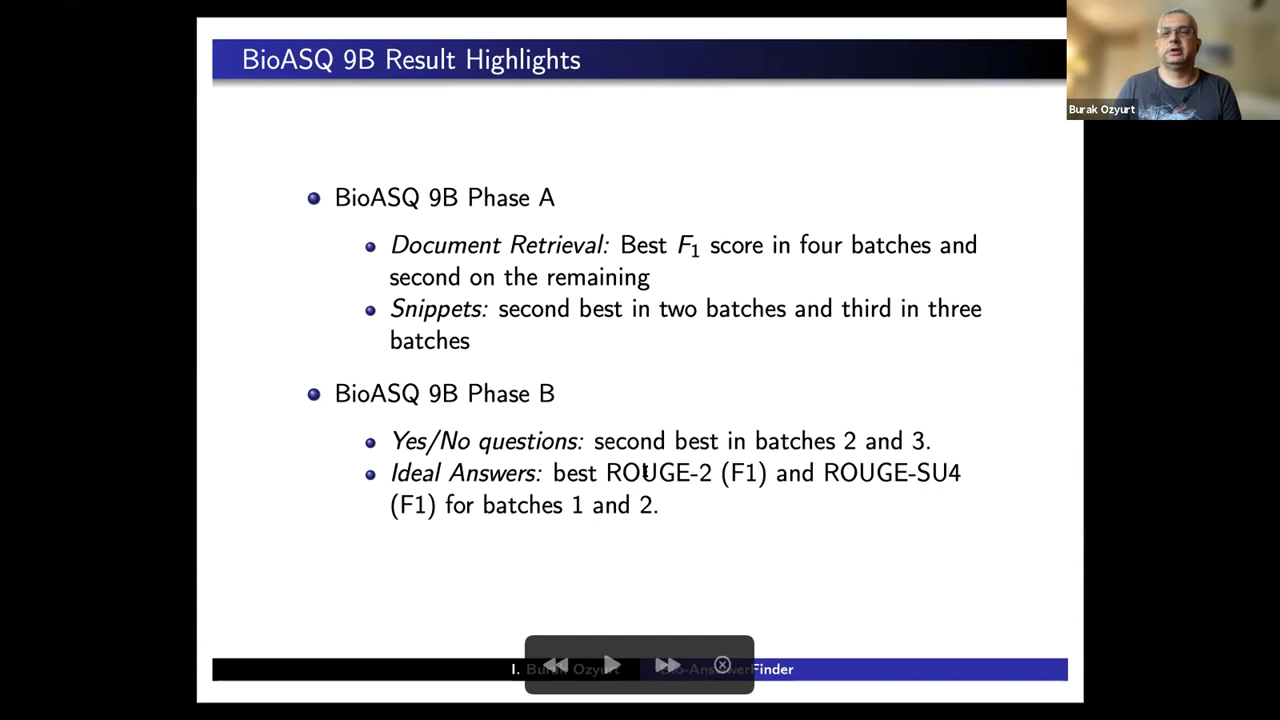 BioASQ 9B Result Highlights
Burak Ozyurt
BioASQ 9B Phase A
Document Retrieval: Best F1 score in four batches and
second on the remaining
Snippets: second best in two batches and third in three
batches
BioASQ 9B Phase B
Yes/No questions: second best in batches 2 and 3.
Ideal Answers: best ROUGE-2 (F1) and ROUGE-SU4
(F1) for batches 1 and 2.
I. Burak Ozyurt
Bio-AnswerFinder